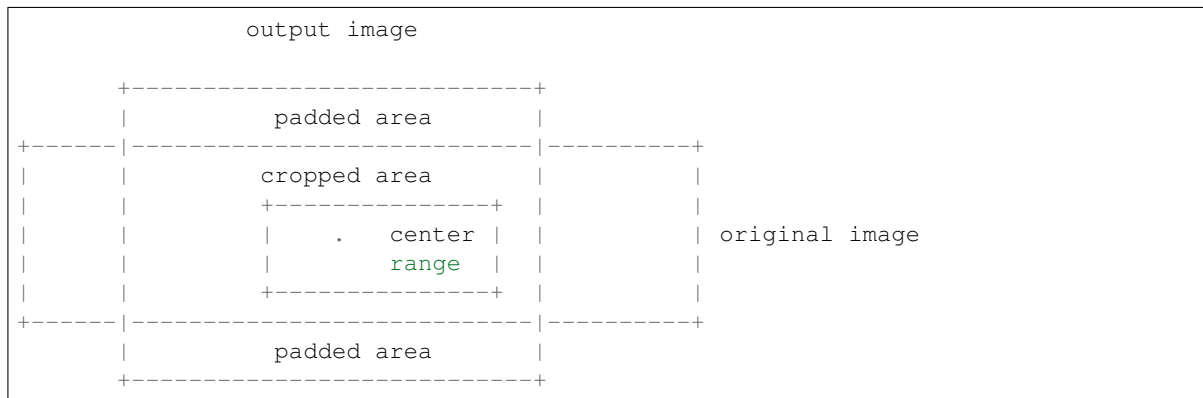 output image
+----------------------------+
| padded area |
+------|----------------------------|----------+
| | cropped area | |
| | +---------------+ | |
| | | . center | | | original image
| | | range | | |
| | +---------------+ | |
+------|----------------------------|----------+
| padded area |
+----------------------------+